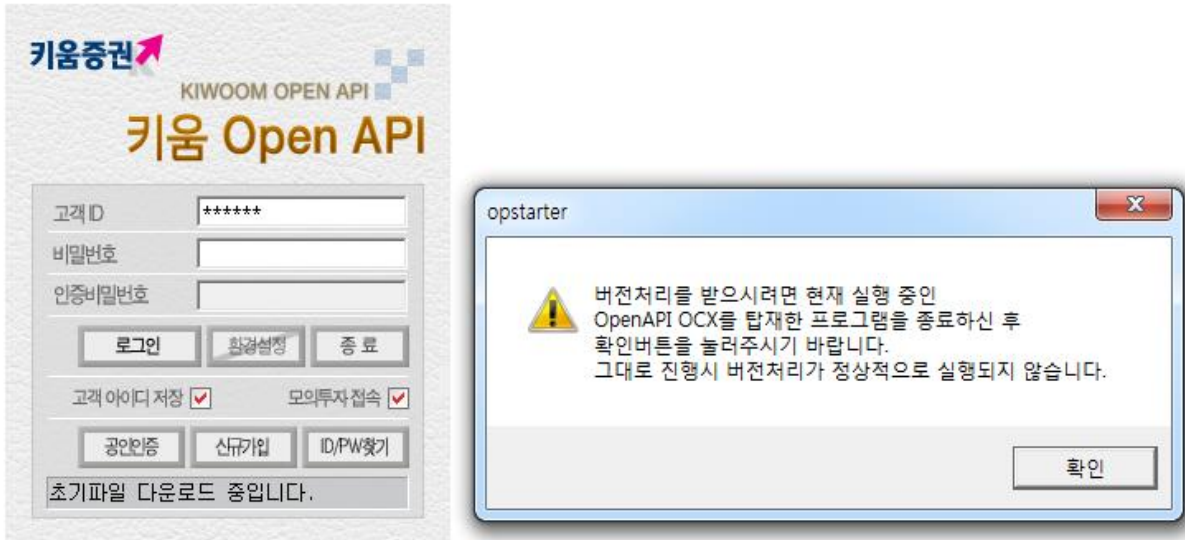 키움증권
KIWOOM OPEN API
키움 Open API
고객 ID ******
비밀번호
인증비밀번호
로그인 환경설정 종료
고객 아이디 저장 모의투자 접속
공인인증 신규가입 ID/PW찾기
초기파일 다운로드 중입니다.
opstarter
버전처리를 받으시려면 현재 실행 중인
OpenAPI OCX를 탑재한 프로그램을 종료하신 후
확인버튼을 눌러주시기 바랍니다.
그대로 진행시 버전처리가 정상적으로 실행되지 않습니다.
확인